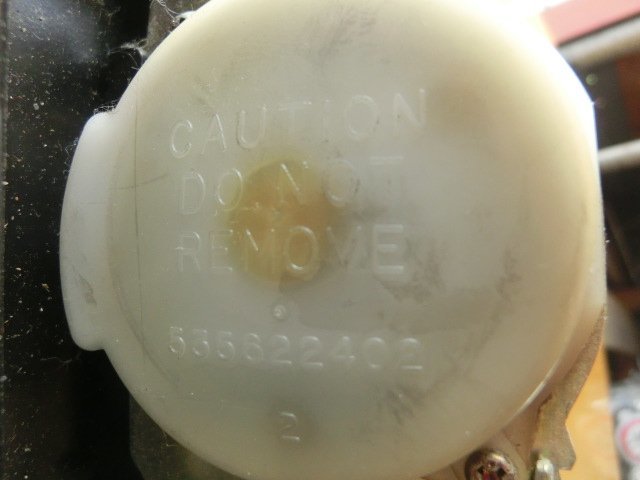 CAUTION
DO NOT
REMOVE
535622402
2